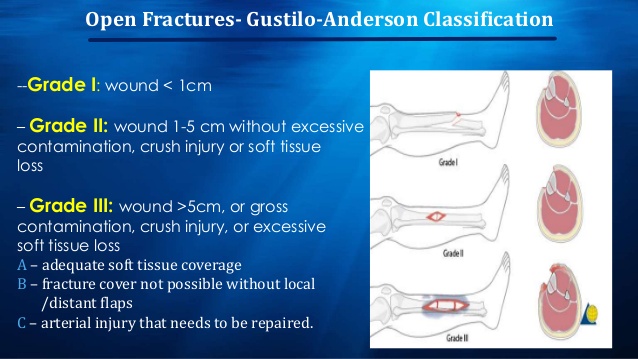 Open Fractures- Gustilo-Anderson Classification
--Grade I: wound < 1cm
– Grade II: wound 1-5 cm without excessive
contamination, crush injury or soft tissue
loss
– Grade III: wound >5cm, or gross
contamination, crush injury, or excessive
soft tissue loss
A – adequate soft tissue coverage
B – fracture cover not possible without local
/distant flaps
C – arterial injury that needs to be repaired.
Grade I
Grade II
Grade III